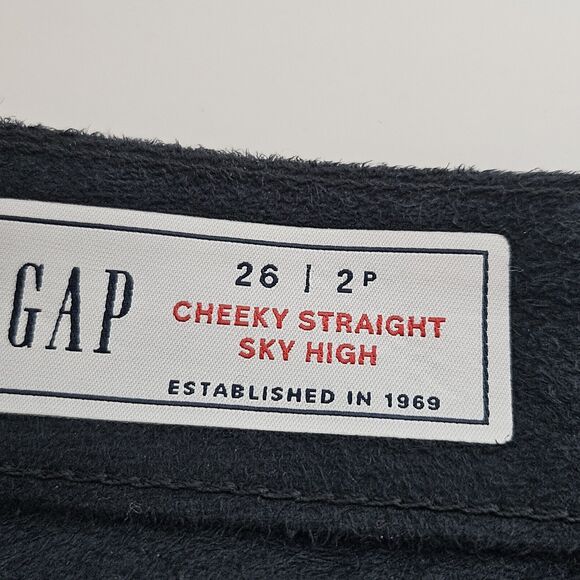 GAP
26 | 2P
CHEEKY STRAIGHT
SKY HIGH
ESTABLISHED IN 1969